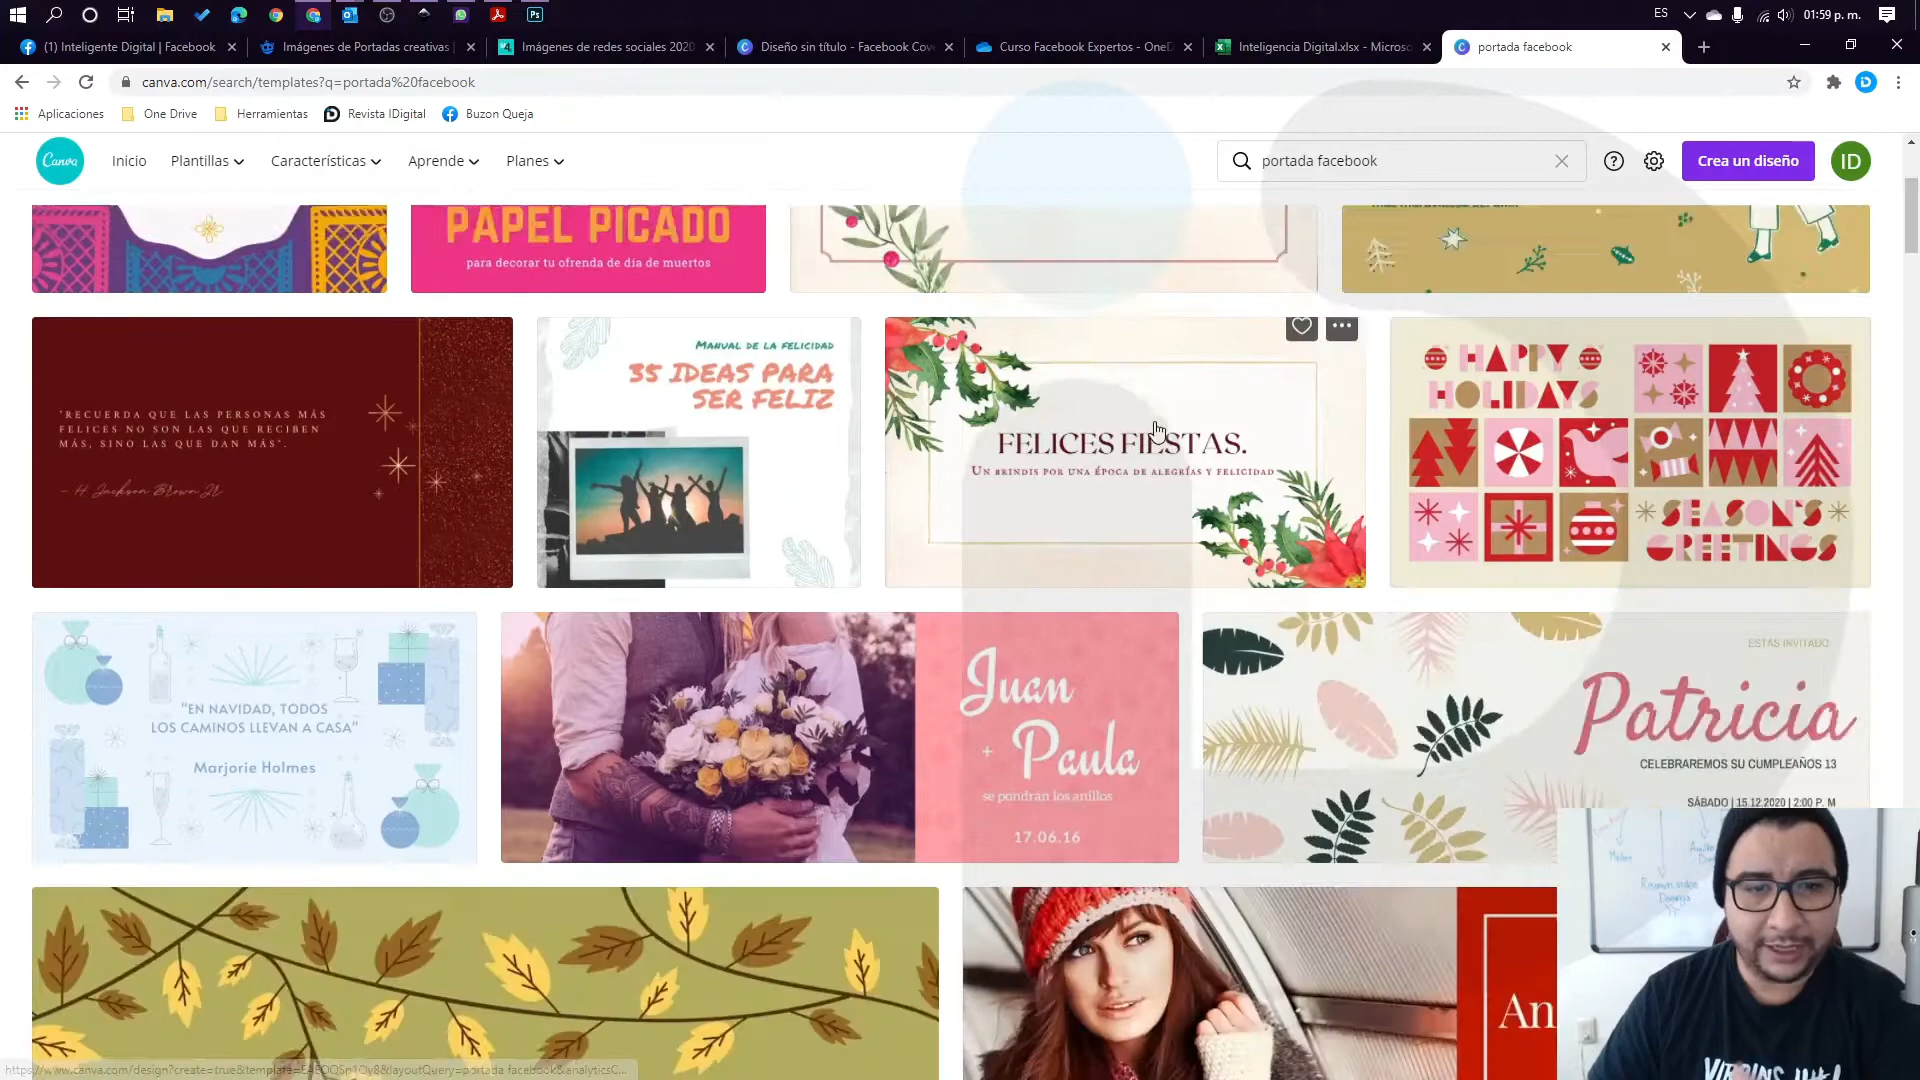 ES
01:59 p. m.
(1) Inteligente Digital | Facebook
Imágenes de Portadas creativas
Imágenes de redes sociales 2020
Diseño sin título - Facebook Cov
Curso Facebook Expertos - OneD
Inteligencia Digital.xlsx - Microso
portada facebook
canva.com/search/templates?q=portada%20facebook
Aplicaciones
One Drive
Herramientas
Revista IDigital
Buzon Queja
Canva
Inicio
Plantillas
Características
Aprende
Planes
portada facebook
Crea un diseño
ID
PAPEL PICADO
para decorar tu ofrenda de día de muertos
"RECUERDA QUE LAS PERSONAS MÁS
FELICES NO SON LAS QUE RECIBEN
MÁS, SINO LAS QUE DAN MÁS".
– H. Jackson Brown Jr
MANUAL DE LA FELICIDAD
35 IDEAS PARA
SER FELIZ
FELICES FIESTAS.
UN BRINDIS POR UNA ÉPOCA DE ALEGRÍAS Y FELICIDAD
HAPPY
HOLIDAYS
SEASON'S
GREETINGS
"EN NAVIDAD, TODOS
LOS CAMINOS LLEVAN A CASA"
Marjorie Holmes
Juan
+ Paula
se pondrán los anillos
17.06.16
ESTÁS INVITADO
Patricia
CELEBRAREMOS SU CUMPLEAÑOS 13
SÁBADO | 15.12.2020 | 2:00 P. M
An